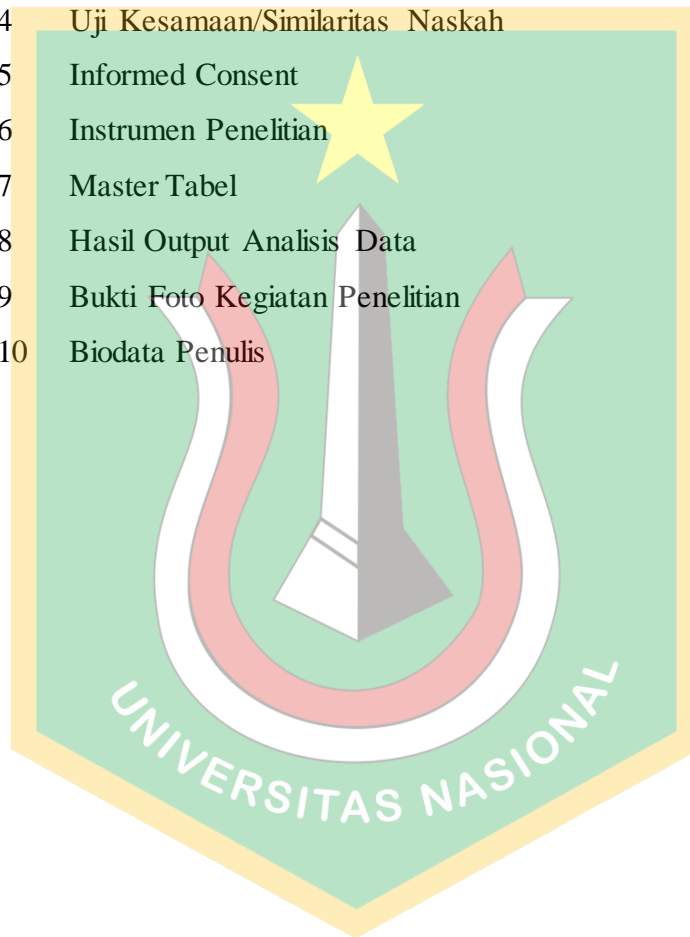 4 Uji Kesamaan/Similaritas Naskah
5 Informed Consent
6 Instrumen Penelitian
7 Master Tabel
8 Hasil Output Analisis Data
9 Bukti Foto Kegiatan Penelitian
10 Biodata Penulis
UNIVERSITAS NASIONAL